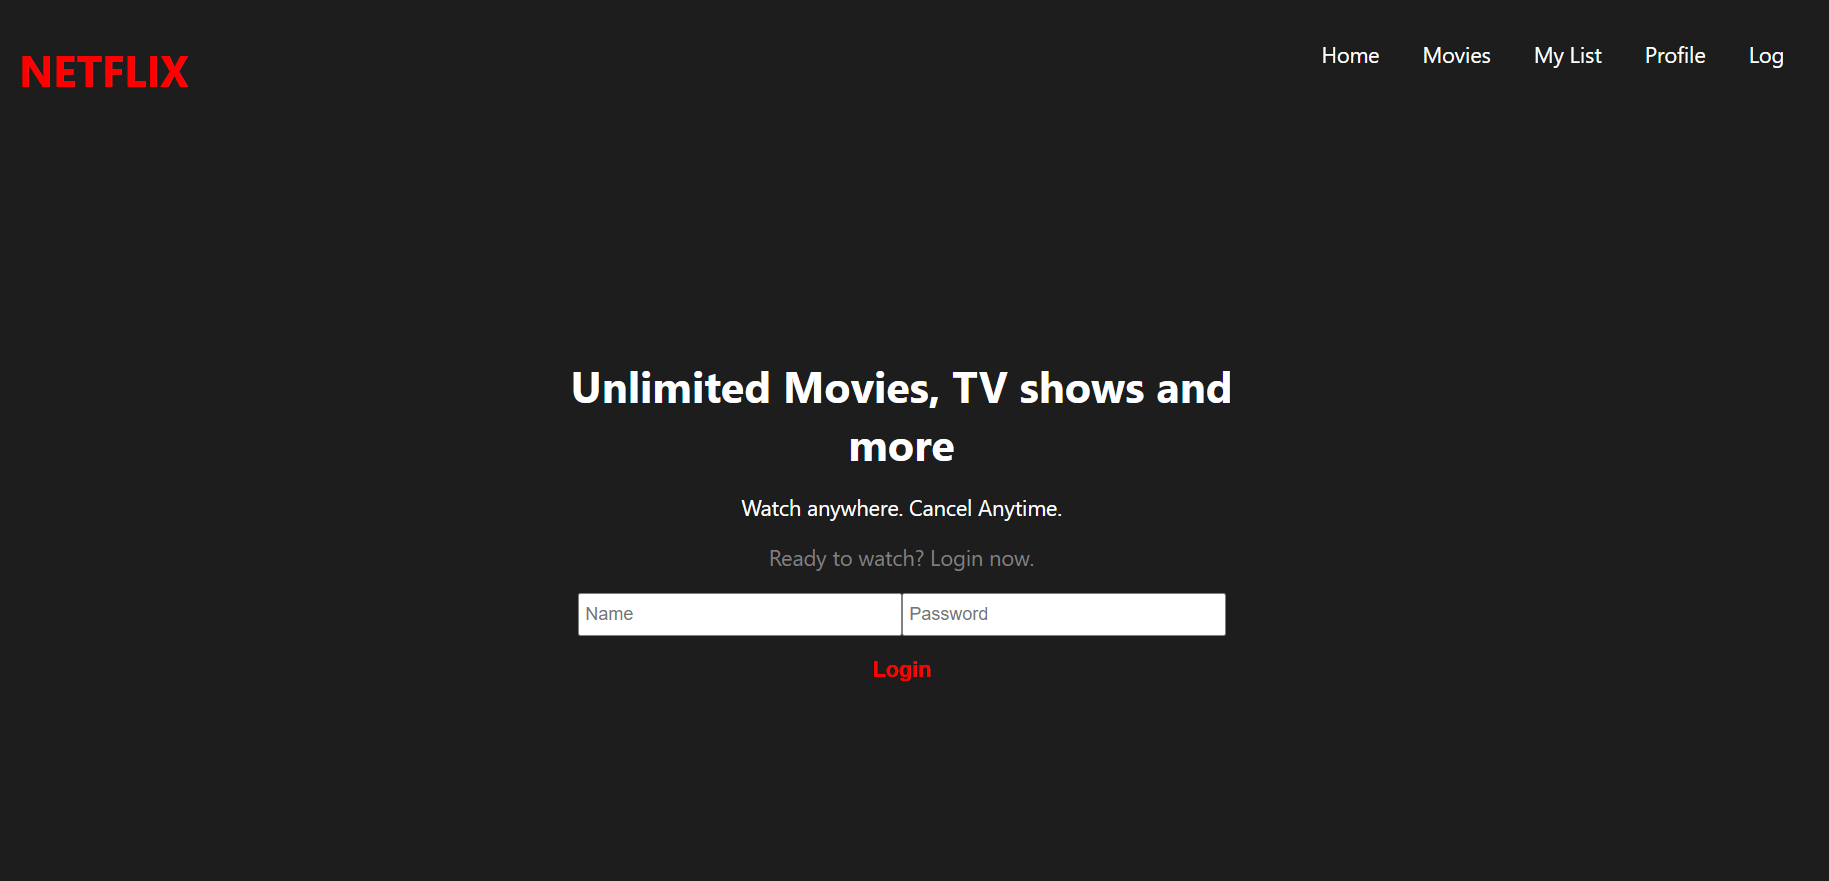 NETFLIX
Home Movies My List Profile Log
Unlimited Movies, TV shows and
more
Watch anywhere. Cancel Anytime.
Ready to watch? Login now.
Name Password
Login